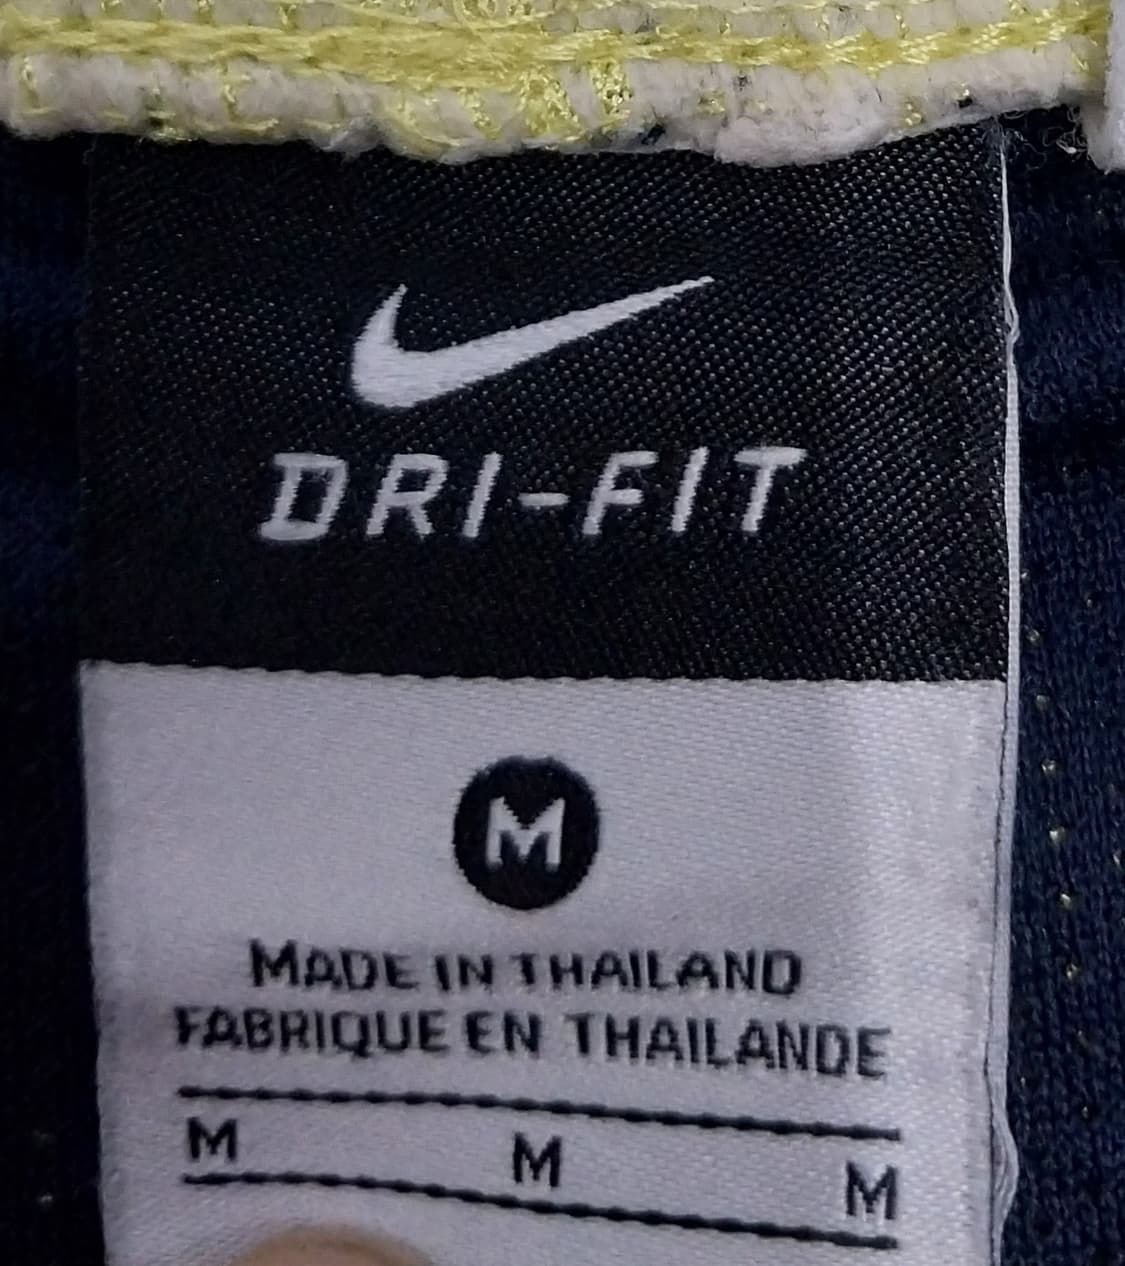 DRI-FIT
M
MADE IN THAILAND
FABRIQUE EN THAILANDE
M M M